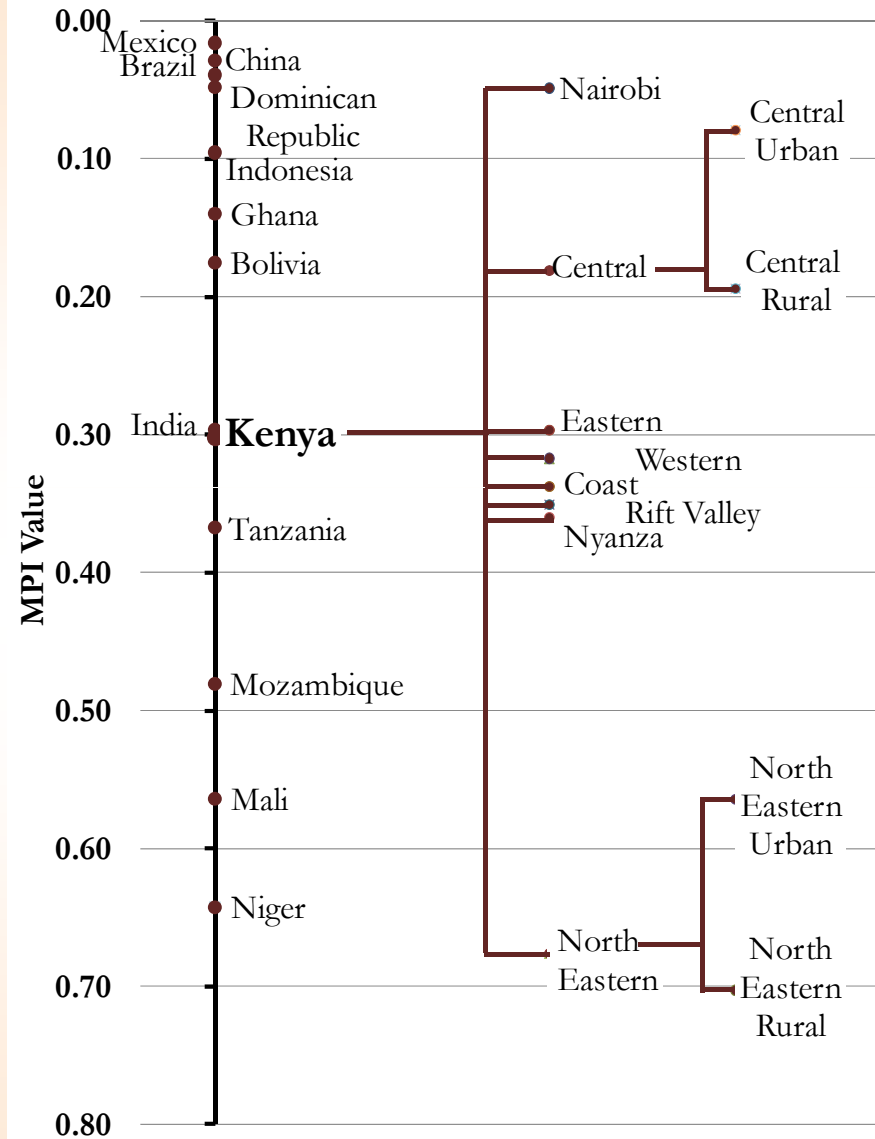 0.00
0.10
0.20
0.30
0.40
0.50
0.60
0.70
0.80
MPI Value
Mexico
Brazil
China
Dominican
Republic
Indonesia
Ghana
Bolivia
India
Kenya
Tanzania
Mozambique
Mali
Niger
Nairobi
Central
Eastern
Western
Coast
Rift Valley
Nyanza
North
Eastern
Central
Urban
Central
Rural
North
Eastern
Urban
North
Eastern
Rural